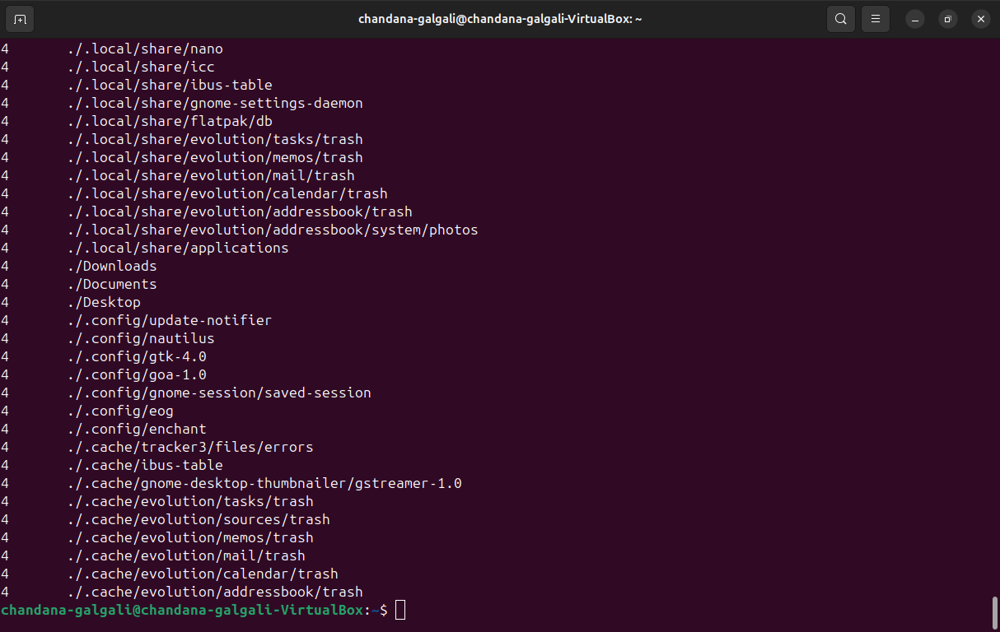 chandana-galgali@chandana-galgali-VirtualBox: ~
4 ./.local/share/nano
4 ./.local/share/icc
4 ./.local/share/ibus-table
4 ./.local/share/gnome-settings-daemon
4 ./.local/share/flatpak/db
4 ./.local/share/evolution/tasks/trash
4 ./.local/share/evolution/memos/trash
4 ./.local/share/evolution/mail/trash
4 ./.local/share/evolution/calendar/trash
4 ./.local/share/evolution/addressbook/trash
4 ./.local/share/evolution/addressbook/system/photos
4 ./.local/share/applications
4 ./Downloads
4 ./Documents
4 ./Desktop
4 ./.config/update-notifier
4 ./.config/nautilus
4 ./.config/gtk-4.0
4 ./.config/goa-1.0
4 ./.config/gnome-session/saved-session
4 ./.config/eog
4 ./.config/enchant
4 ./.cache/tracker3/files/errors
4 ./.cache/ibus-table
4 ./.cache/gnome-desktop-thumbnailer/gstreamer-1.0
4 ./.cache/evolution/tasks/trash
4 ./.cache/evolution/sources/trash
4 ./.cache/evolution/memos/trash
4 ./.cache/evolution/mail/trash
4 ./.cache/evolution/calendar/trash
4 ./.cache/evolution/addressbook/trash
chandana-galgali@chandana-galgali-VirtualBox:~$